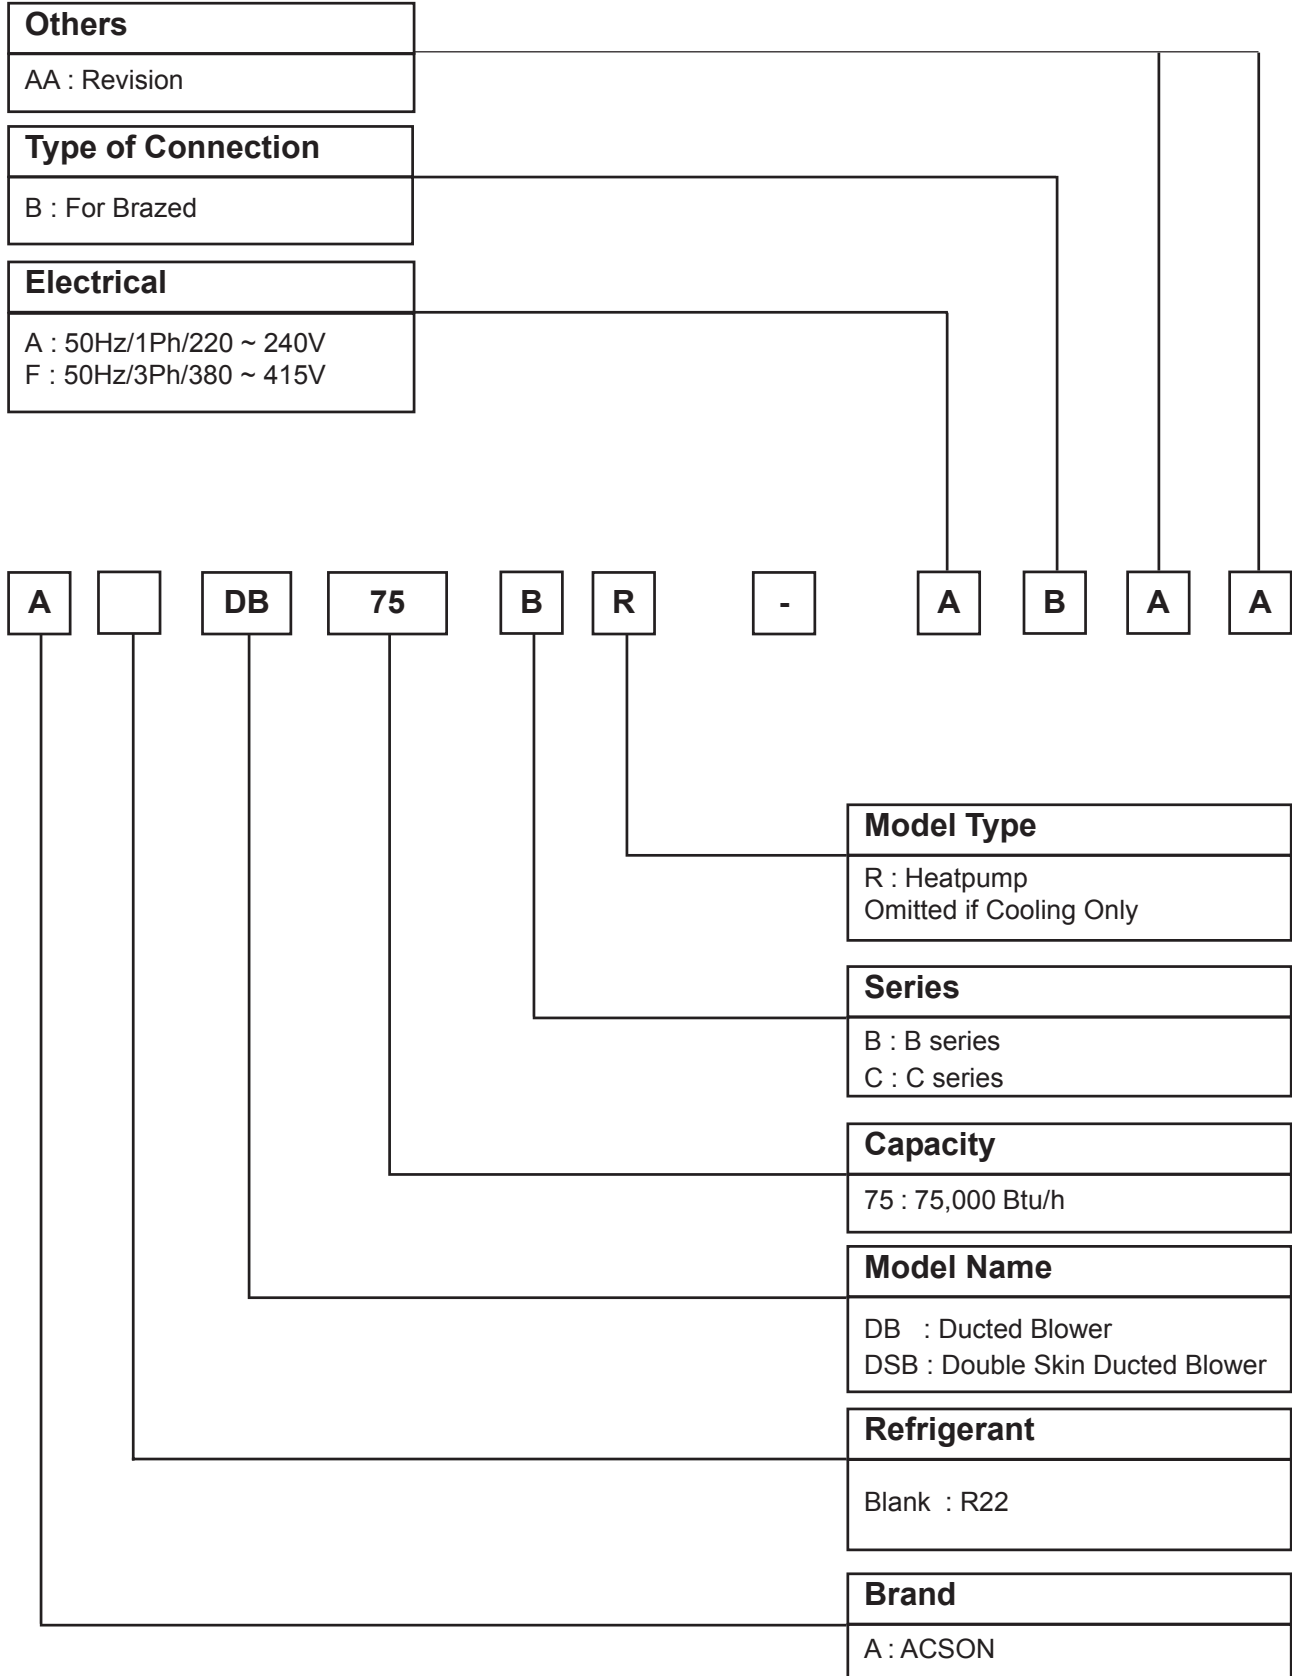 Others
AA : Revision
Type of Connection
B : For Brazed
Electrical
A : 50Hz/1Ph/220 ~ 240V
F : 50Hz/3Ph/380 ~ 415V
A DB 75 B R - A B A A
Model Type
R : Heatpump
Omitted if Cooling Only
Series
B : B series
C : C series
Capacity
75 : 75,000 Btu/h
Model Name
DB : Ducted Blower
DSB : Double Skin Ducted Blower
Refrigerant
Blank : R22
Brand
A : ACSON